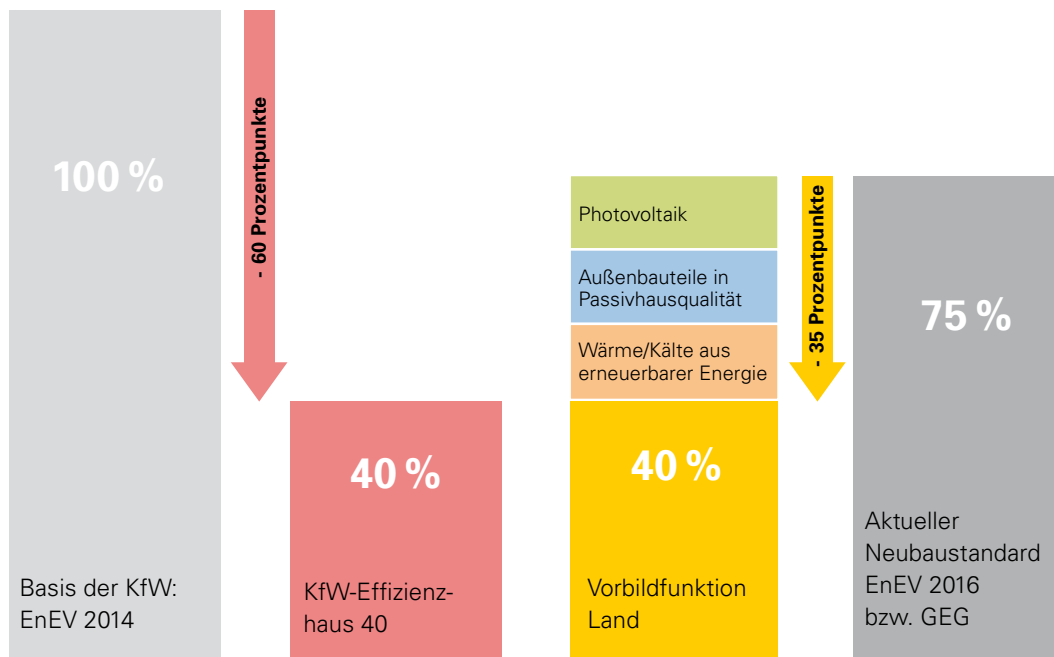 100 %
- 60 Prozentpunkte
Basis der KfW:
EnEV 2014
40 %
KfW-Effizienz-
haus 40
Photovoltaik
Außenbauteile in
Passivhausqualität
Wärme/Kälte aus
erneuerbarer Energie
40 %
Vorbildfunktion
Land
- 35 Prozentpunkte
75 %
Aktueller
Neubaustandard
EnEV 2016
bzw. GEG